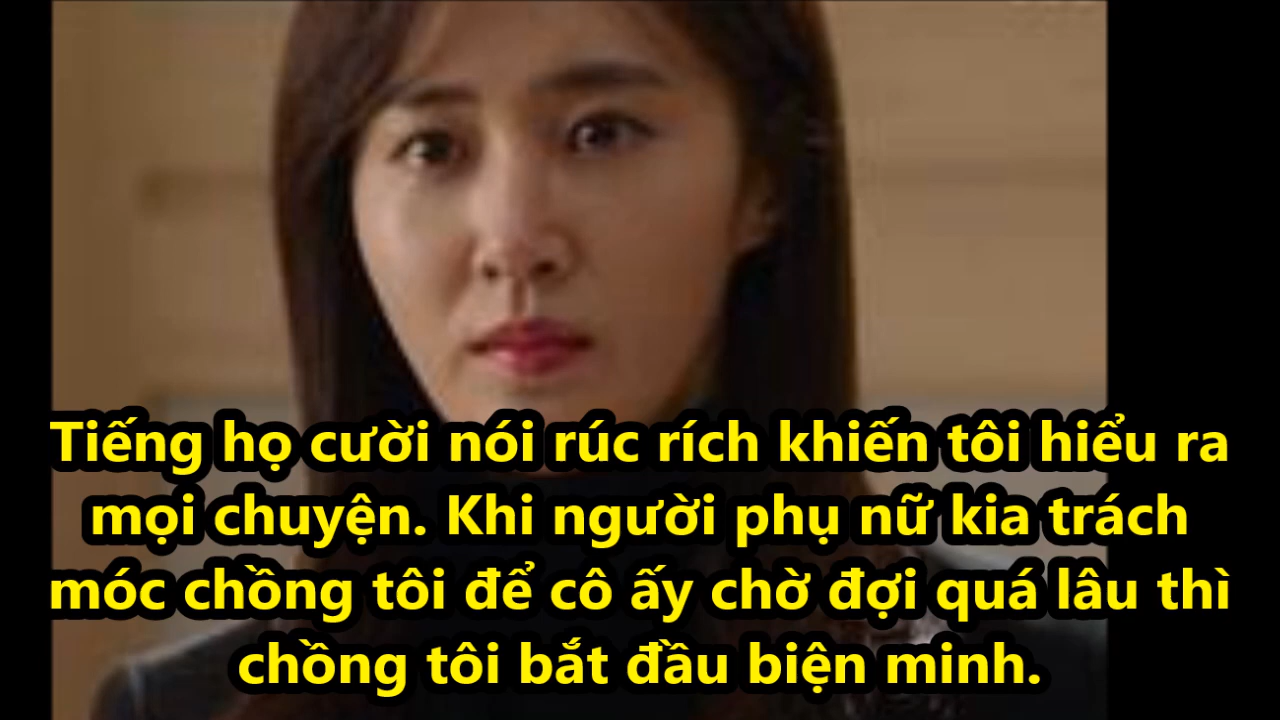 Tiếng họ cười nói rúc rích khiến tôi hiểu ra
mọi chuyện. Khi người phụ nữ kia trách
móc chồng tôi để cô ấy chờ đợi quá lâu thì
chồng tôi bắt đầu biện minh.